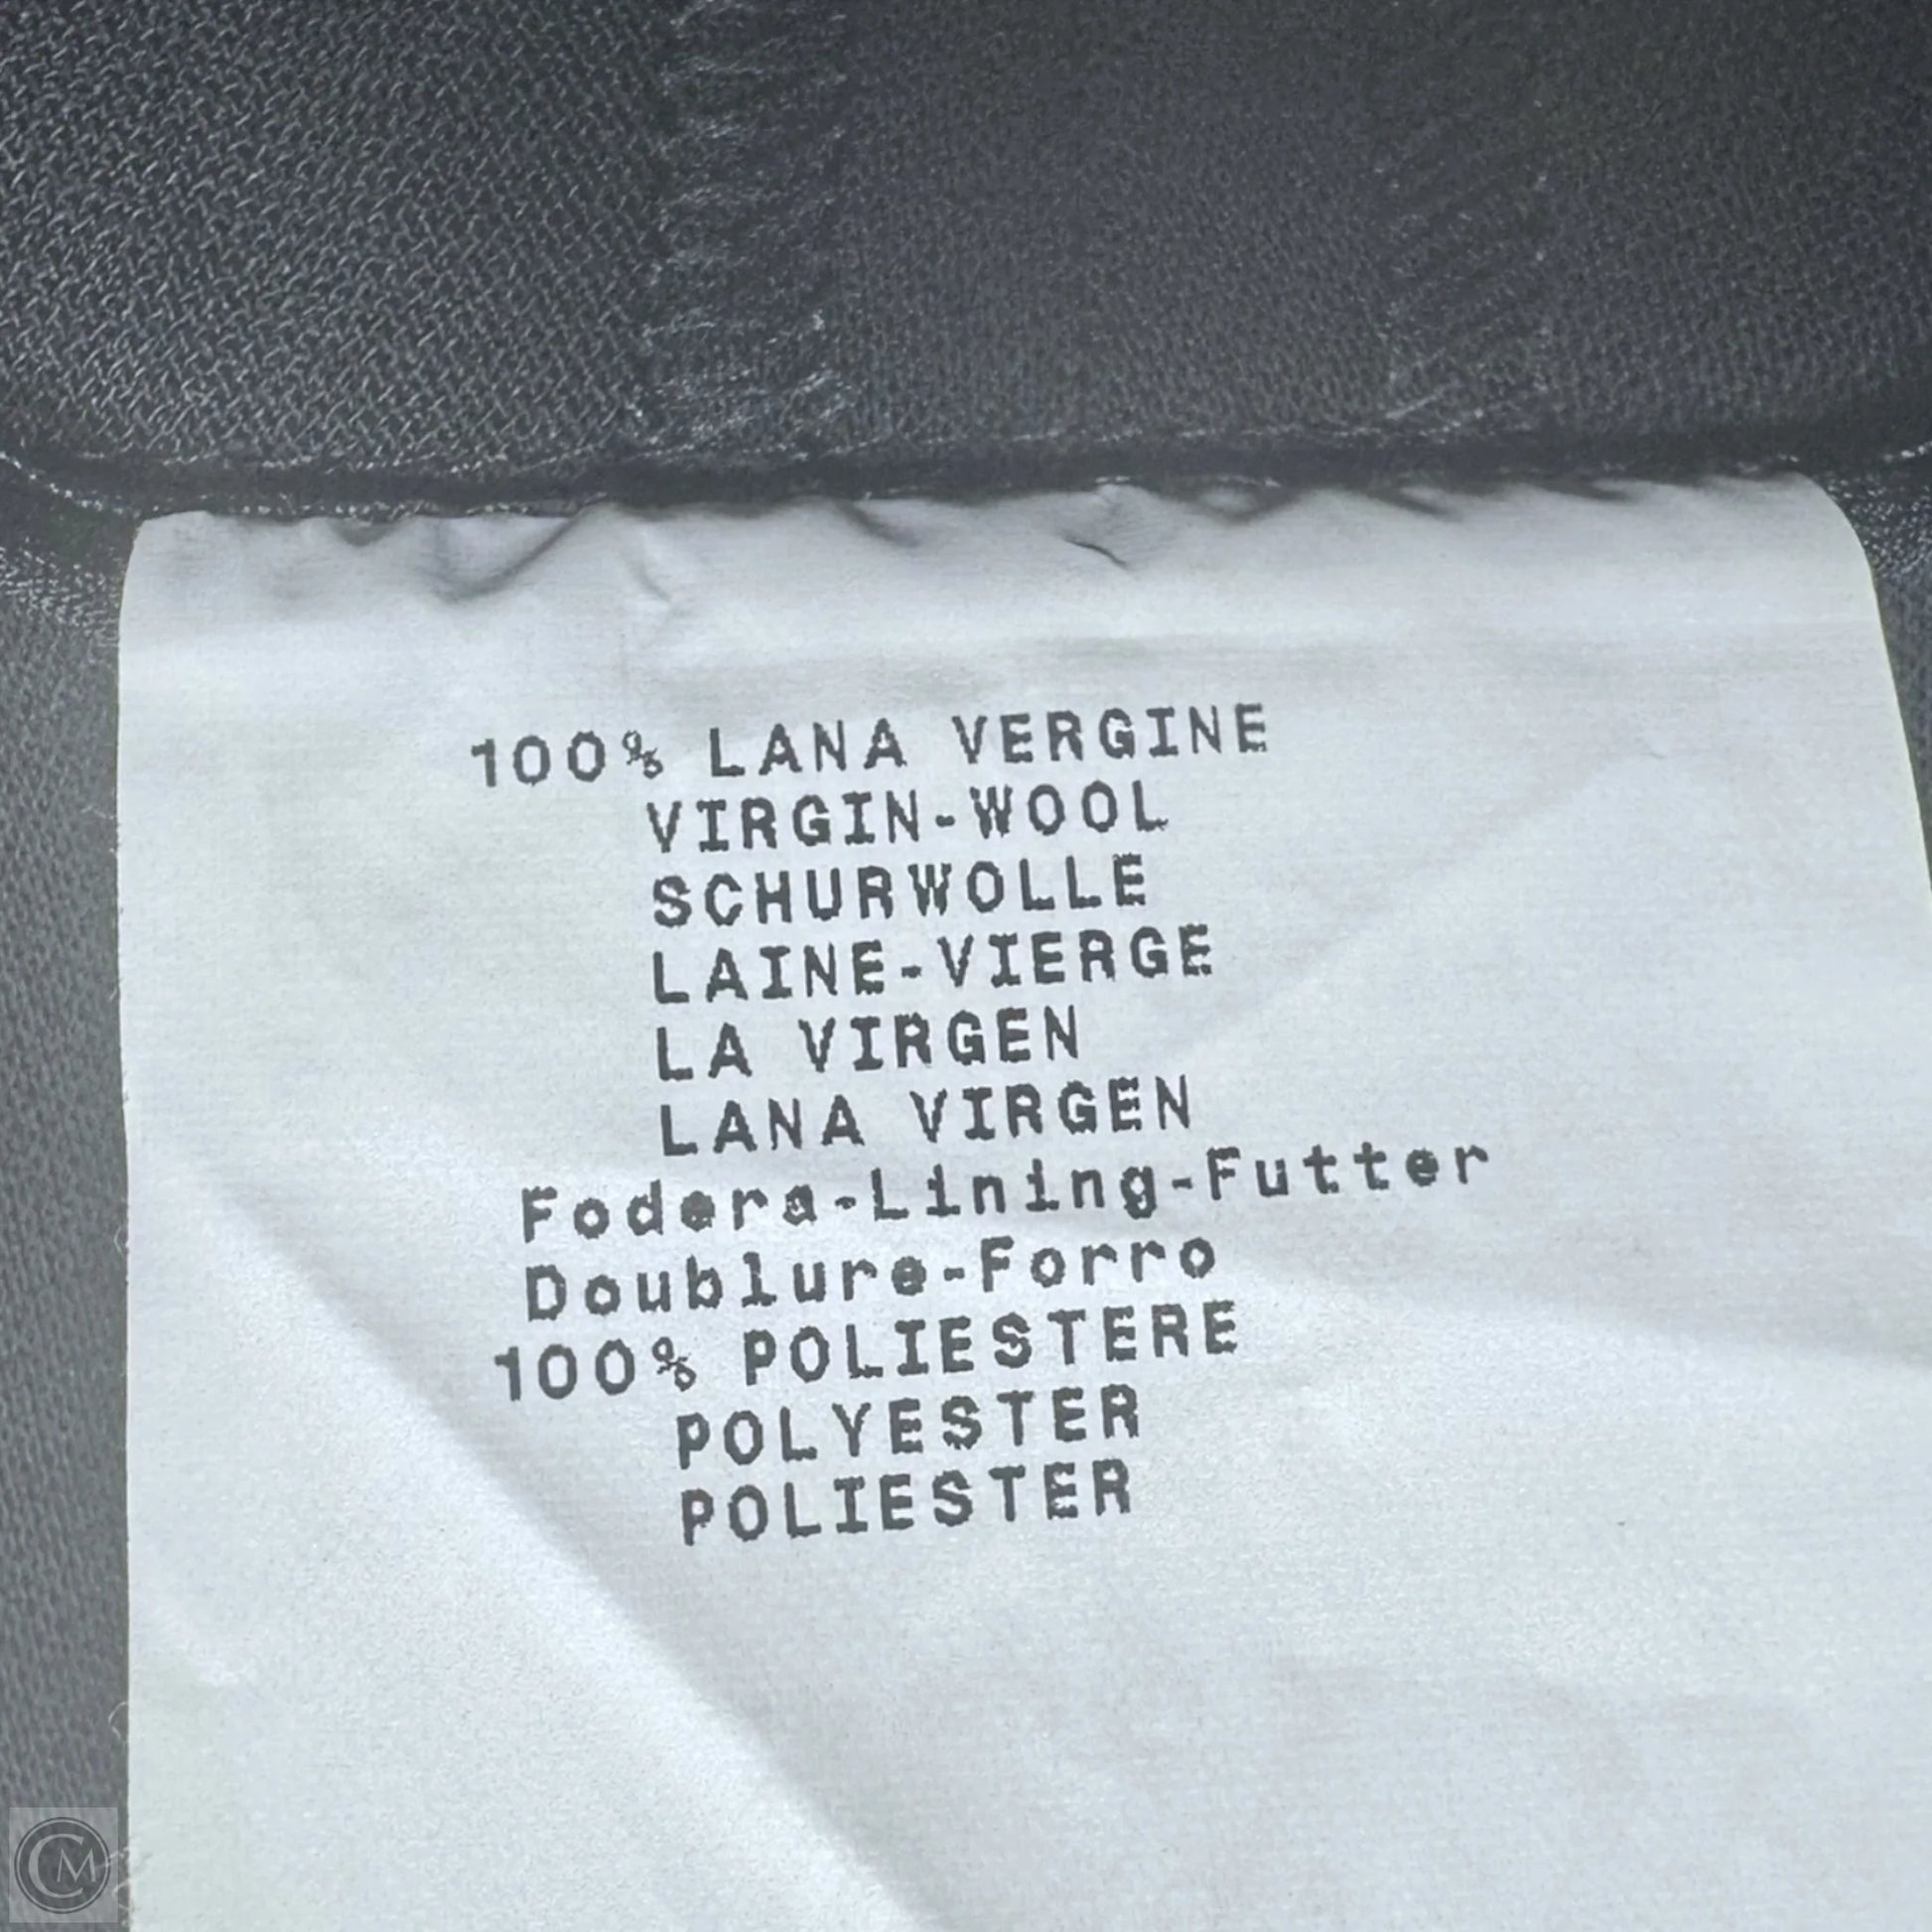 100% LANA VERGINE
VIRGIN-WOOL
SCHURWOLLE
LAINE-VIERGE
LA VIRGEN
LANA VIRGEN
Fodera-Lining-Futter
Doublure-Forro
100% POLIESTERE
POLYESTER
POLIESTER
CM